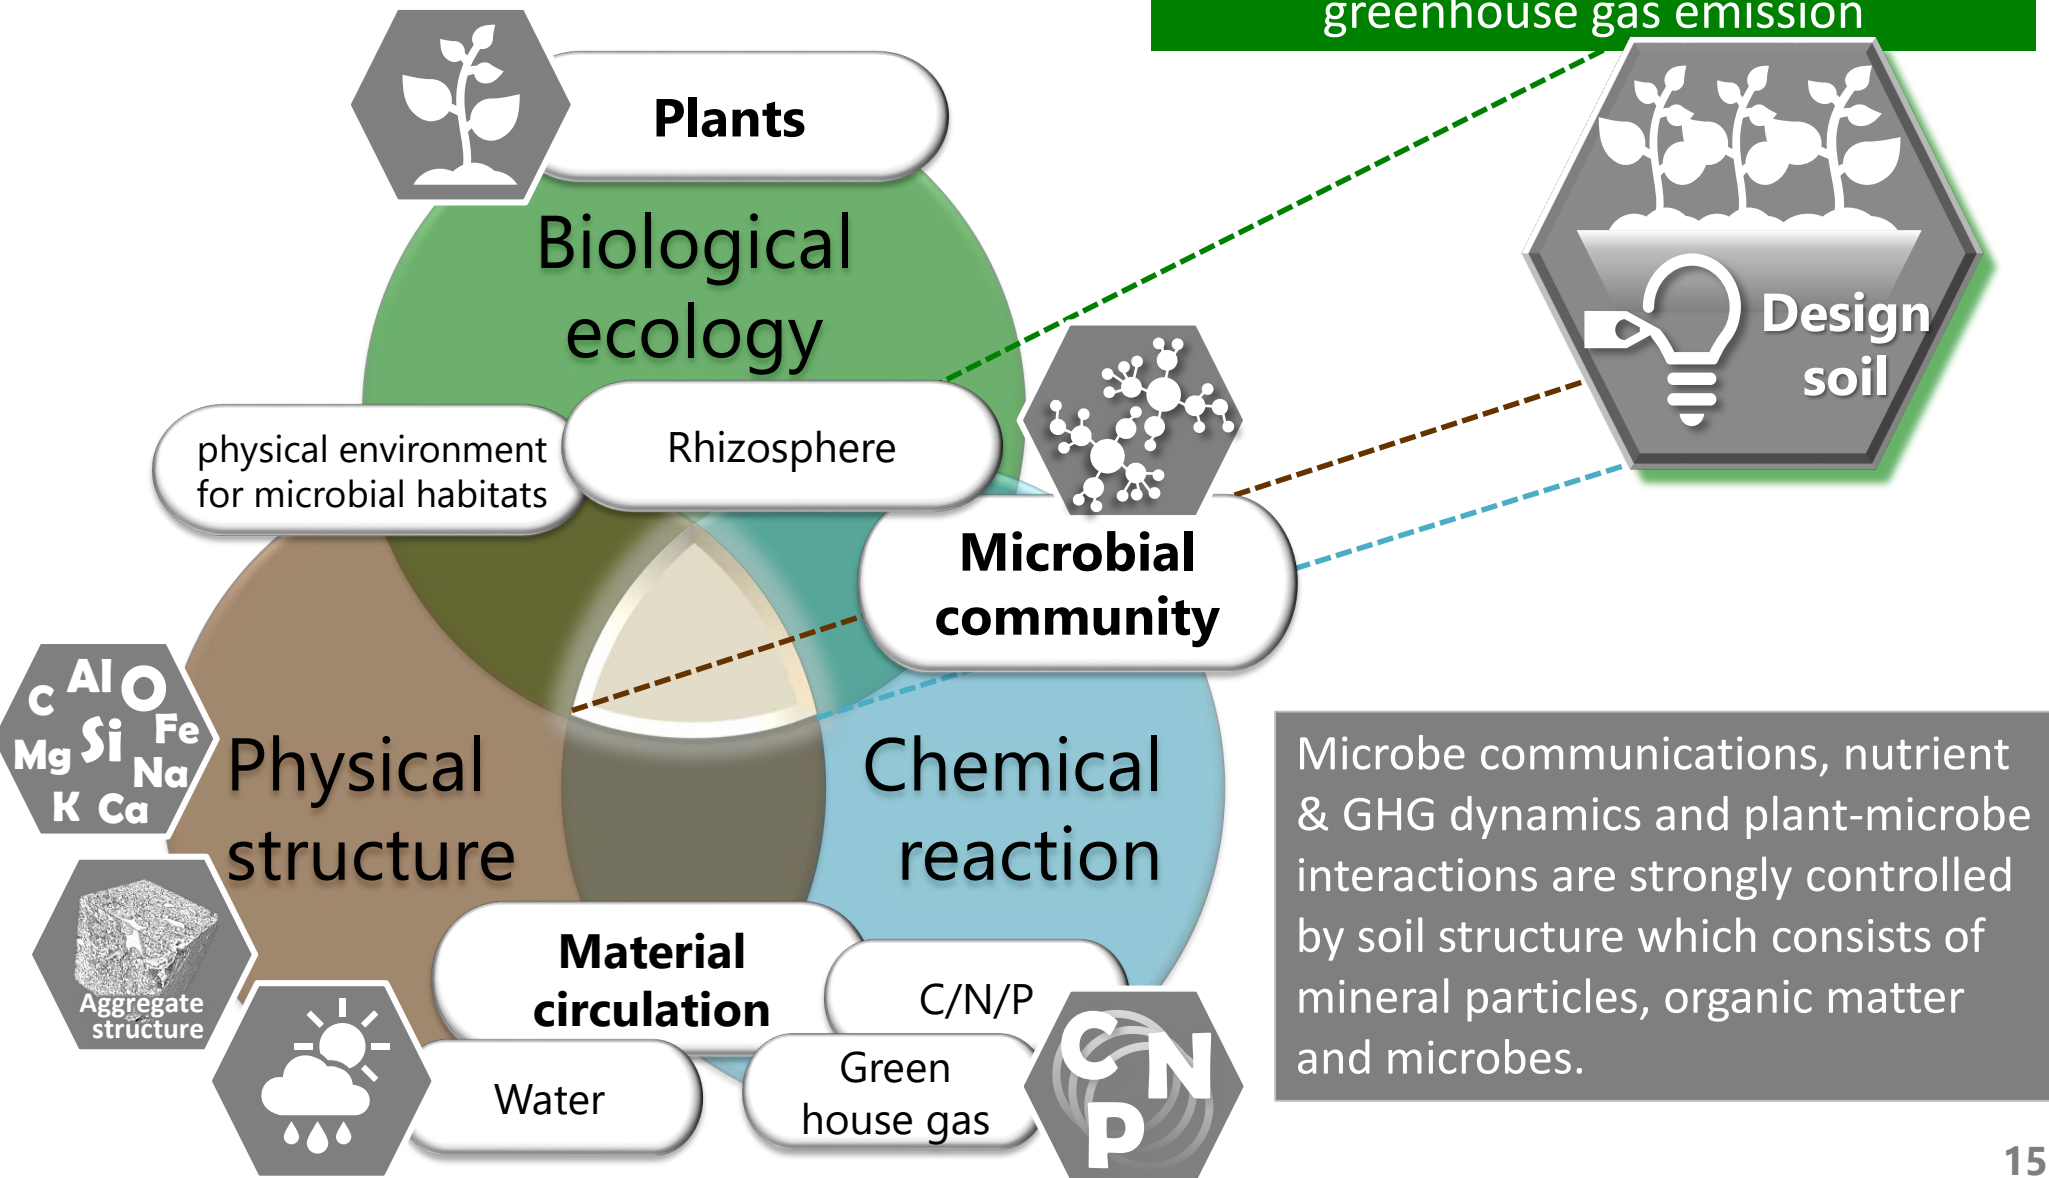 greenhouse gas emission
Plants
Biological
ecology
Design
soil
physical environment
for microbial habitats
Rhizosphere
Microbial
community
C Al O
Mg Si Fe
Na
K Ca
Physical
structure
Chemical
reaction
Microbe communications, nutrient
& GHG dynamics and plant-microbe
interactions are strongly controlled
by soil structure which consists of
mineral particles, organic matter
and microbes.
Aggregate
structure
Material
circulation
C/N/P
Water
Green
house gas
C N
P
15